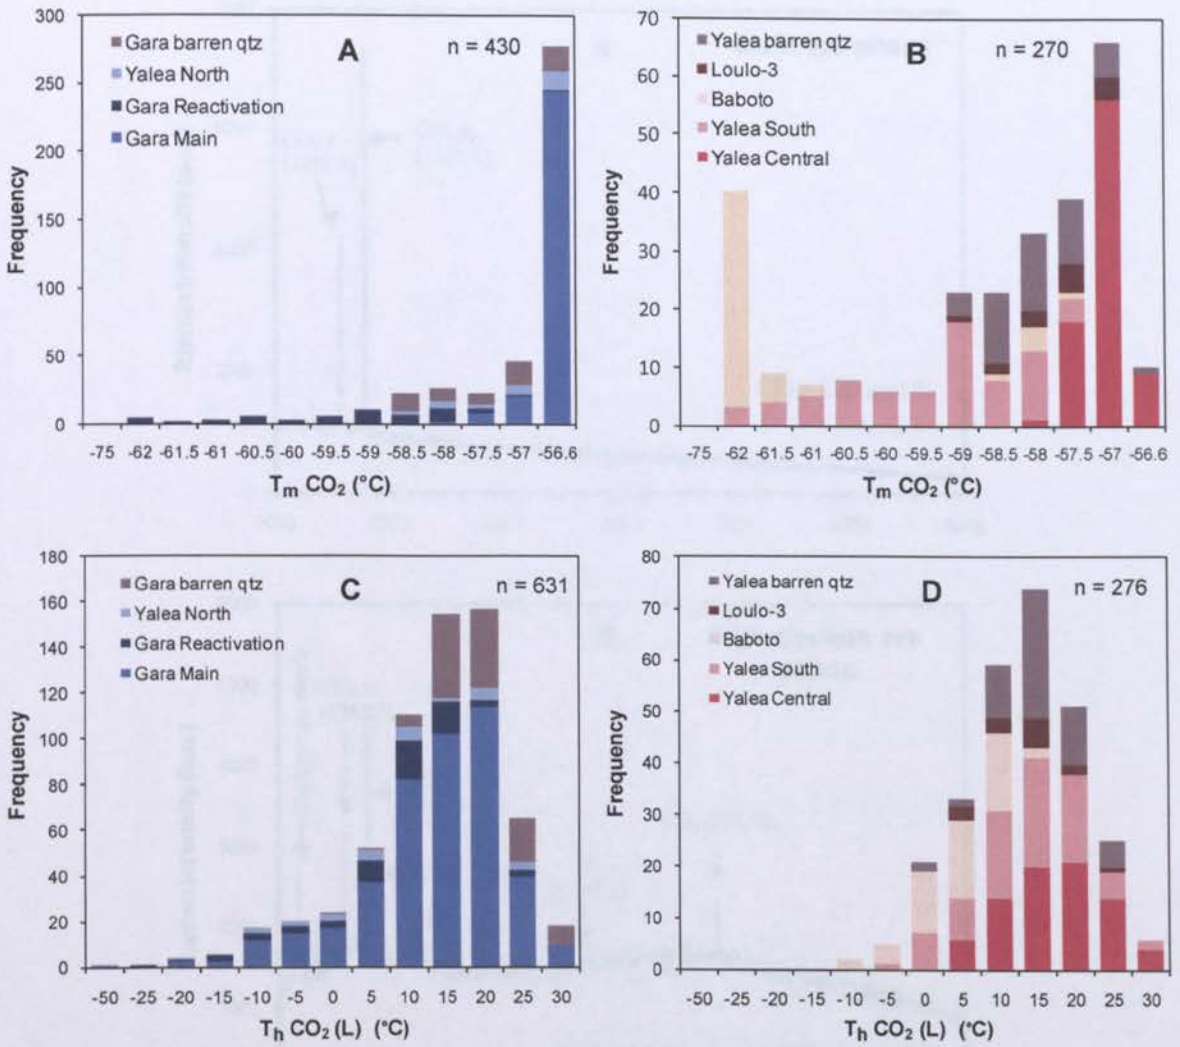 A
n = 430
Gara barren qtz
Yalea North
Gara Reactivation
Gara Main
Frequency
300
250
200
150
100
50
0
-75 -62 -61.5 -61 -60.5 -60 -59.5 -59 -58.5 -58 -57.5 -57 -56.6
Tm CO2 (°C)
B
n = 270
Yalea barren qtz
Loulo-3
Baboto
Yalea South
Yalea Central
Frequency
70
60
50
40
30
20
10
0
-75 -62 -61.5 -61 -60.5 -60 -59.5 -59 -58.5 -58 -57.5 -57 -56.6
Tm CO2 (°C)
C
n = 631
Gara barren qtz
Yalea North
Gara Reactivation
Gara Main
Frequency
180
160
140
120
100
80
60
40
20
0
-50 -25 -20 -15 -10 -5 0 5 10 15 20 25 30
Th CO2 (L) (°C)
D
n = 276
Yalea barren qtz
Loulo-3
Baboto
Yalea South
Yalea Central
Frequency
80
70
60
50
40
30
20
10
0
-50 -25 -20 -15 -10 -5 0 5 10 15 20 25 30
Th CO2 (L) (°C)